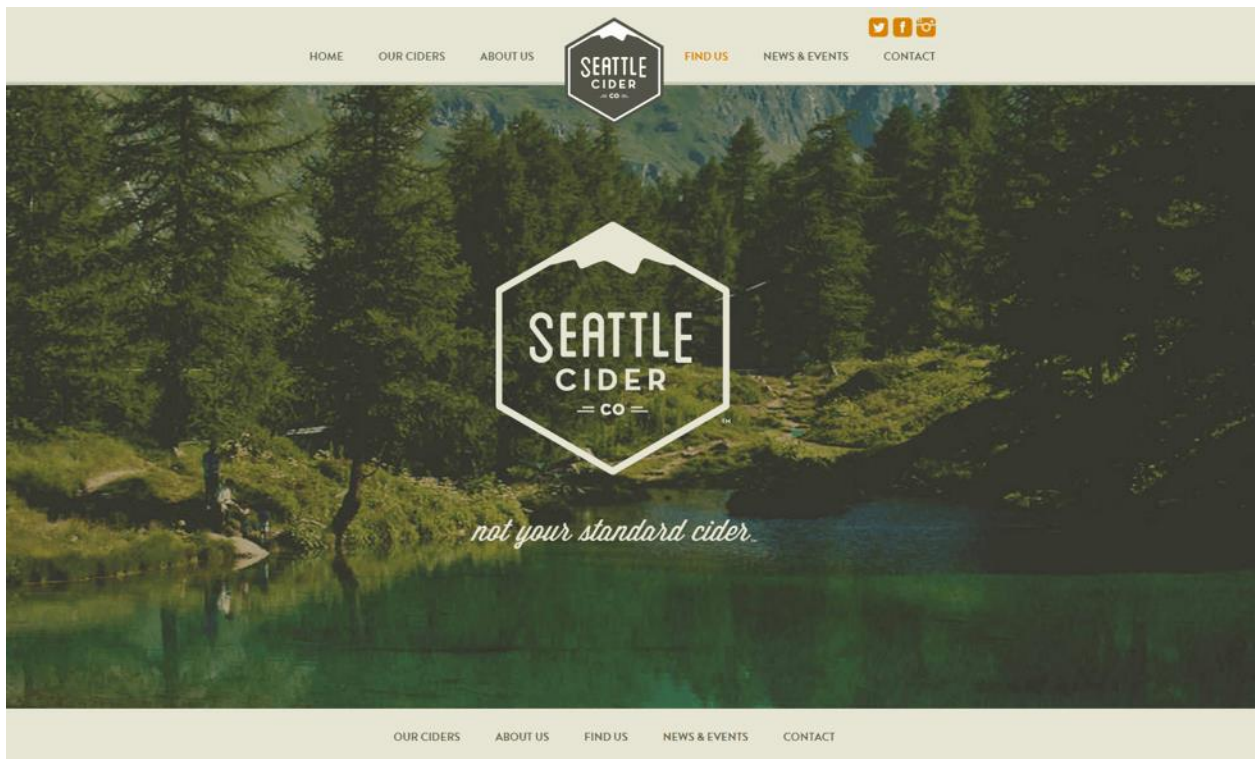 HOME OUR CIDERS ABOUT US FIND US NEWS & EVENTS CONTACT
SEATTLE
CIDER
CO
SEATTLE
CIDER
CO
TM
not your standard cider
OUR CIDERS ABOUT US FIND US NEWS & EVENTS CONTACT